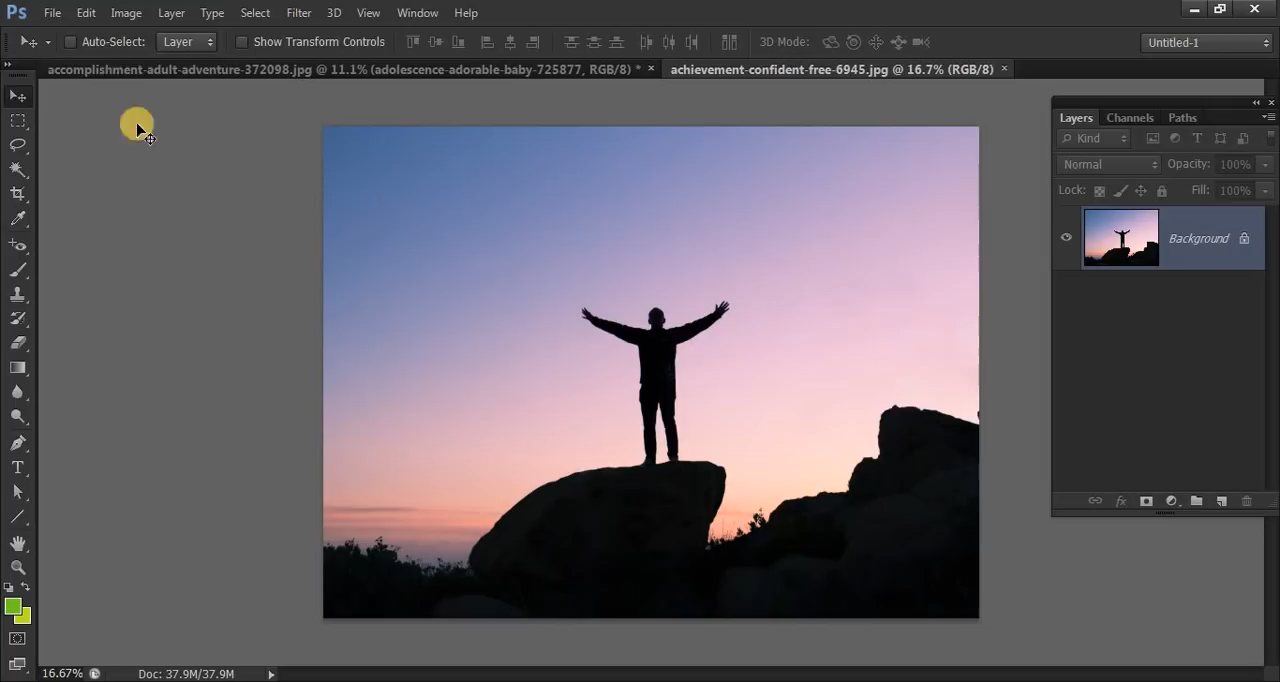 Ps File Edit Image Layer Type Select Filter 3D View Window Help
Auto-Select: Layer Show Transform Controls 3D Mode: Untitled-1
accomplishment-adult-adventure-372098.jpg @ 11.1% (adolescence-adorable-baby-725877, RGB/8) * × achievement-confident-free-6945.jpg @ 16.7% (RGB/8) ×
Layers Channels Paths
Kind
Normal Opacity: 100%
Lock: Fill: 100%
Background
16.67% Doc: 37.9M/37.9M